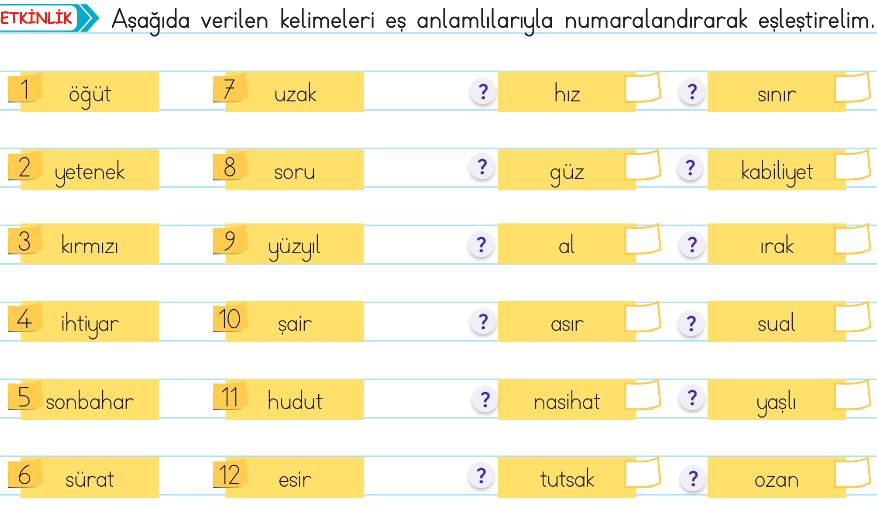 ETKİNLİK Aşağıda verilen kelimeleri eş anlamlılarıyla numaralandırarak eşleştirelim.
1 öğüt 7 uzak ? hız ? sınır
2 yetenek 8 soru ? güz ? kabiliyet
3 kırmızı 9 yüzyıl ? al ? ırak
4 ihtiyar 10 şair ? asır ? sual
5 sonbahar 11 hudut ? nasihat ? yaşlı
6 sürat 12 esir ? tutsak ? ozan